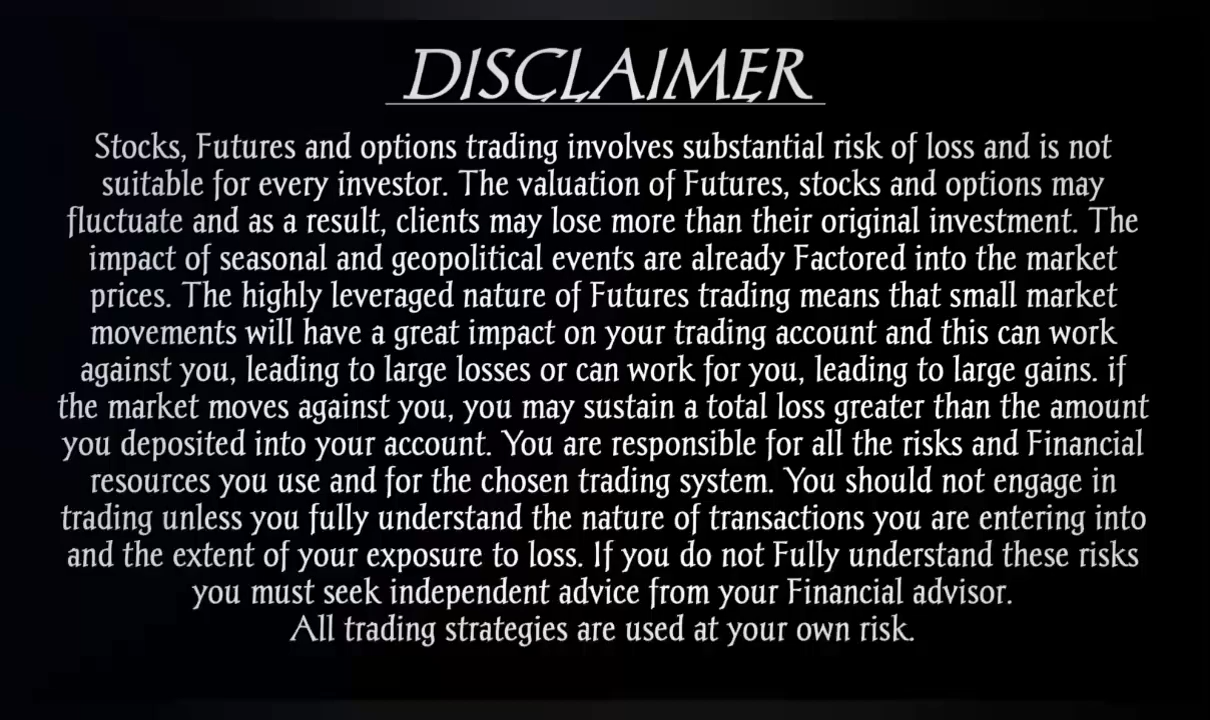 DISCLAIMER
Stocks, Futures and options trading involves substantial risk of loss and is not
suitable for every investor. The valuation of Futures, stocks and options may
fluctuate and as a result, clients may lose more than their original investment. The
impact of seasonal and geopolitical events are already Factored into the market
prices. The highly leveraged nature of Futures trading means that small market
movements will have a great impact on your trading account and this can work
against you, leading to large losses or can work for you, leading to large gains. if
the market moves against you, you may sustain a total loss greater than the amount
you deposited into your account. You are responsible for all the risks and Financial
resources you use and for the chosen trading system. You should not engage in
trading unless you fully understand the nature of transactions you are entering into
and the extent of your exposure to loss. If you do not Fully understand these risks
you must seek independent advice from your Financial advisor.
All trading strategies are used at your own risk.